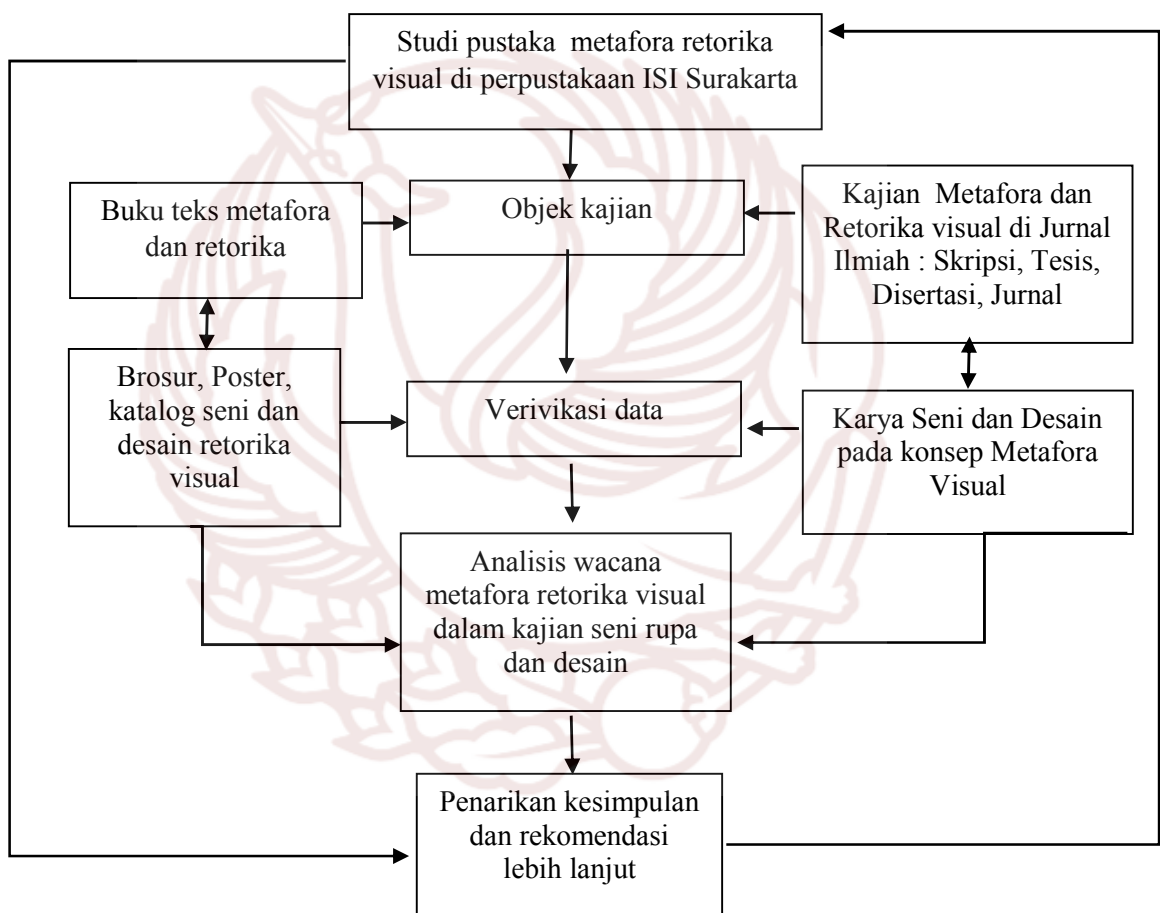 Studi pustaka  metafora retorika
visual di perpustakaan ISI Surakarta
Buku teks metafora
dan retorika
Objek kajian
Kajian  Metafora dan
Retorika visual di Jurnal
Ilmiah : Skripsi, Tesis,
Disertasi, Jurnal
Brosur, Poster,
katalog seni dan
desain retorika
visual
Verivikasi data
Karya Seni dan Desain
pada konsep Metafora
Visual
Analisis wacana
metafora retorika visual
dalam kajian seni rupa
dan desain
Penarikan kesimpulan
dan rekomendasi
lebih lanjut